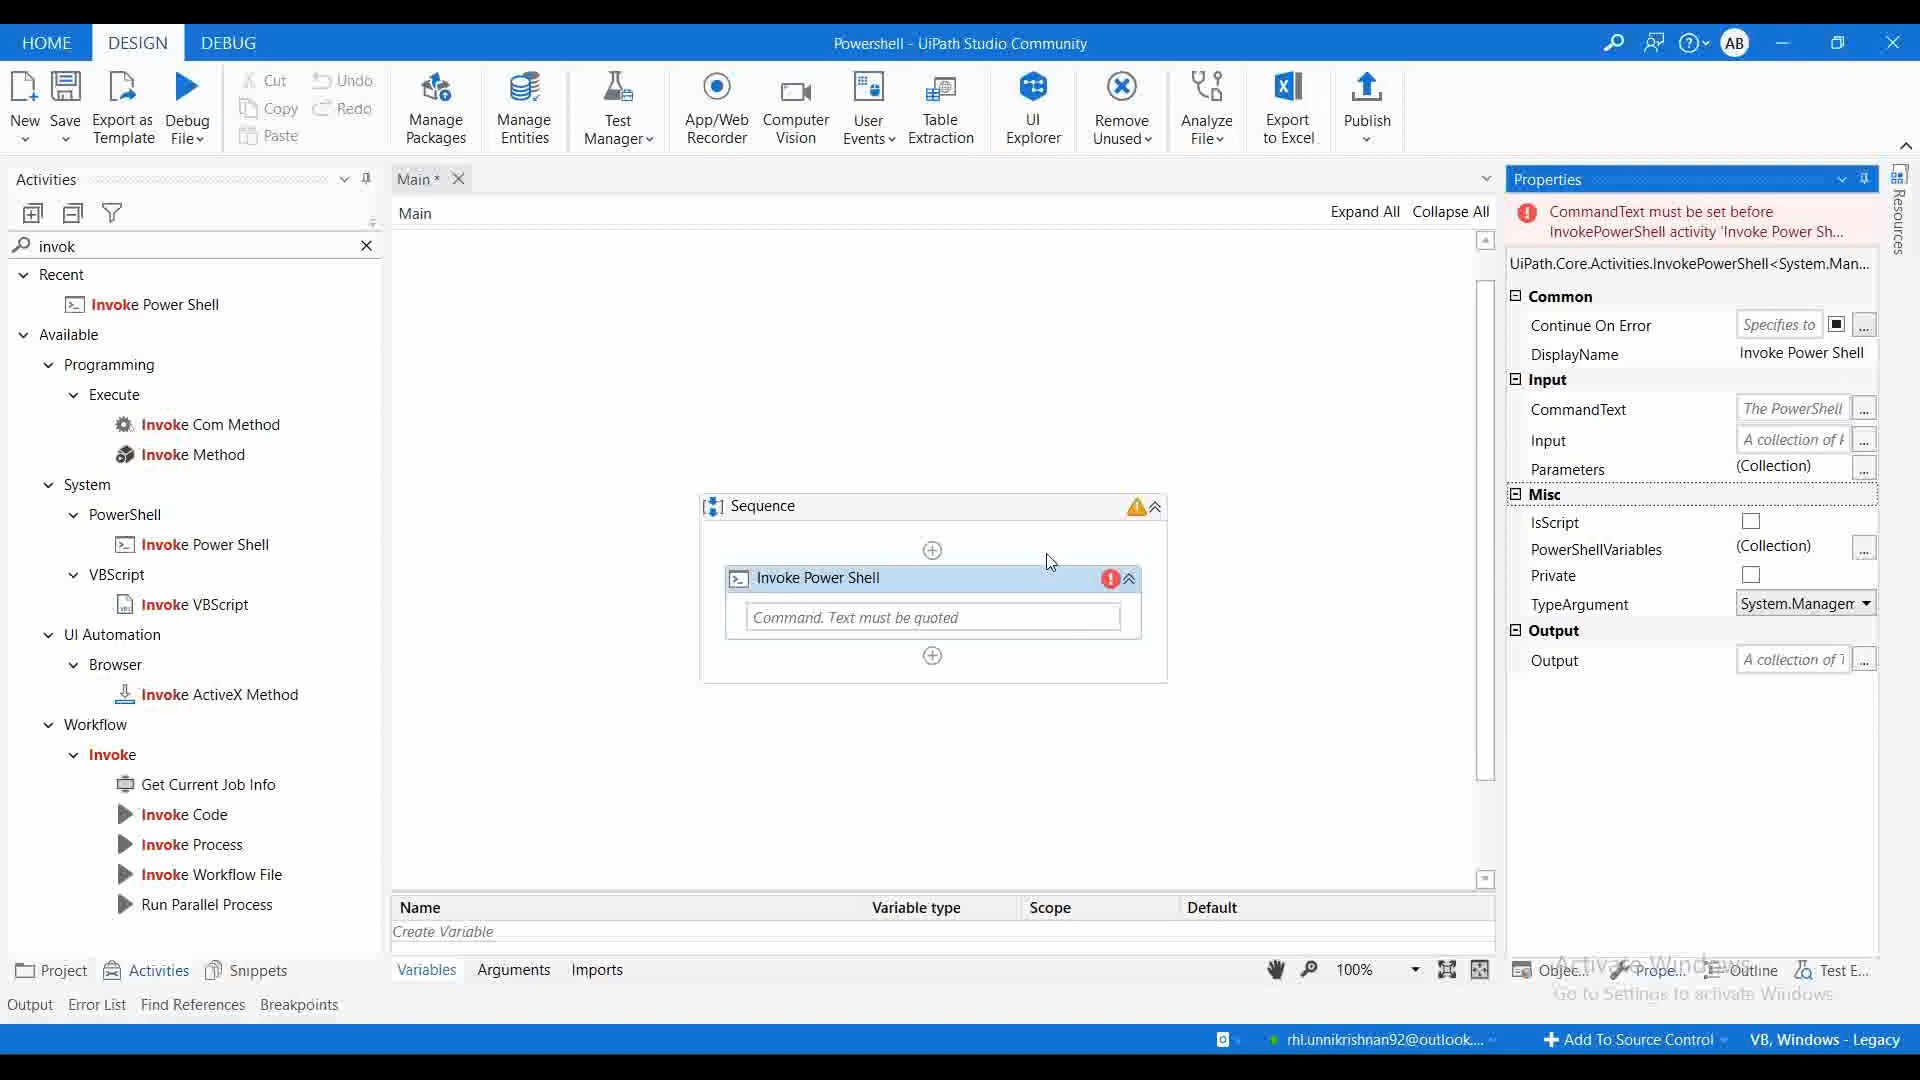 HOME DESIGN DEBUG
Powershell - UiPath Studio Community
AB
New
Save
Export as Template
Debug File
Cut
Copy
Paste
Undo
Redo
Manage Packages
Manage Entities
Test Manager
App/Web Recorder
Computer Vision
User Events
Table Extraction
UI Explorer
Remove Unused
Analyze File
Export to Excel
Publish
Activities
invok
Recent
Invoke Power Shell
Available
Programming
Execute
Invoke Com Method
Invoke Method
System
PowerShell
Invoke Power Shell
VBScript
Invoke VBScript
UI Automation
Browser
Invoke ActiveX Method
Workflow
Invoke
Get Current Job Info
Invoke Code
Invoke Process
Invoke Workflow File
Run Parallel Process
Project Activities Snippets
Output Error List Find References Breakpoints
Main *
Main
Expand All Collapse All
Sequence
Invoke Power Shell
Command. Text must be quoted
Name Variable type Scope Default
Create Variable
Variables Arguments Imports
100%
Properties
CommandText must be set before
InvokePowerShell activity 'Invoke Power Sh...
UiPath.Core.Activities.InvokePowerShell<System.Man...
Common
Continue On Error Specifies to ...
DisplayName Invoke Power Shell
Input
CommandText The PowerShell ...
Input A collection of ...
Parameters (Collection) ...
Misc
IsScript
PowerShellVariables (Collection) ...
Private
TypeArgument System.Managem
Output
Output A collection of ...
Resources
Objec... Prope... Outline Test E...
Activate Windows
Go to Settings to activate Windows.
rhl.unnikrishnan92@outlook....
Add To Source Control
VB, Windows - Legacy